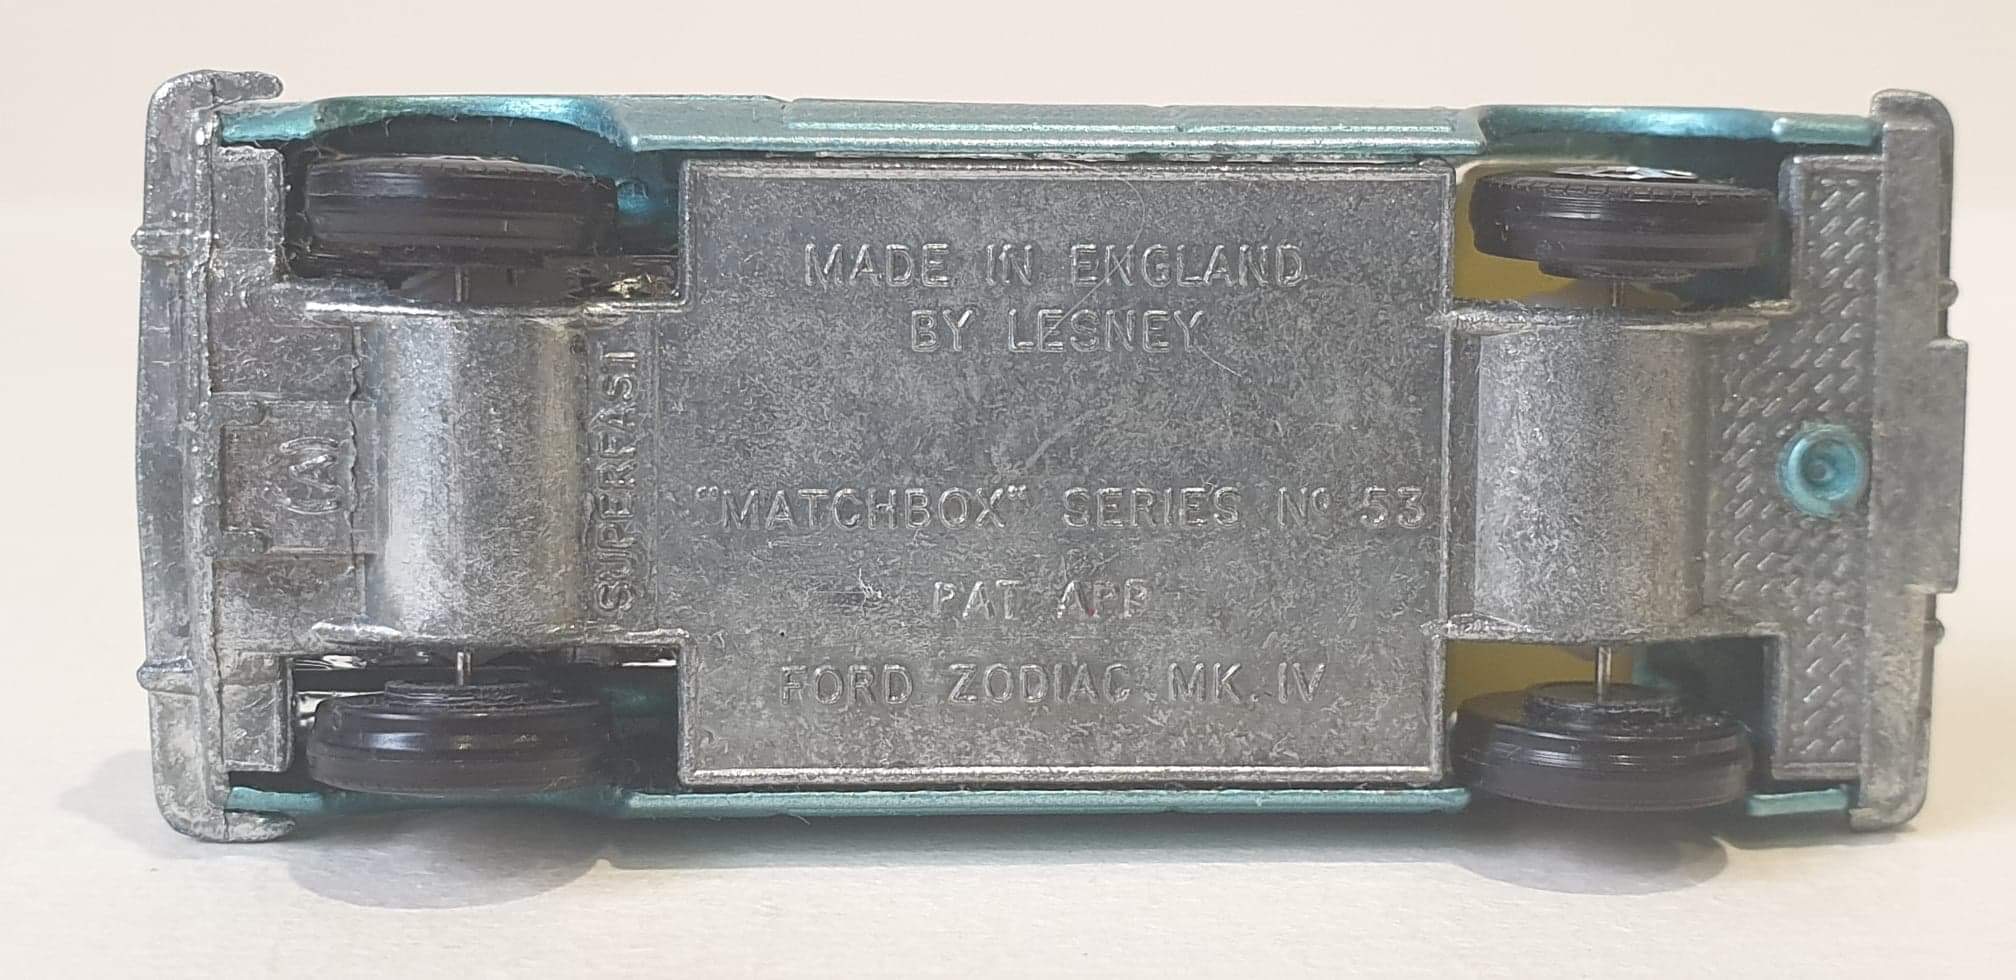 MADE IN ENGLAND
BY LESNEY
SUPERFAST
"MATCHBOX" SERIES Nº 53
PAT APP
FORD ZODIAC MK. IV